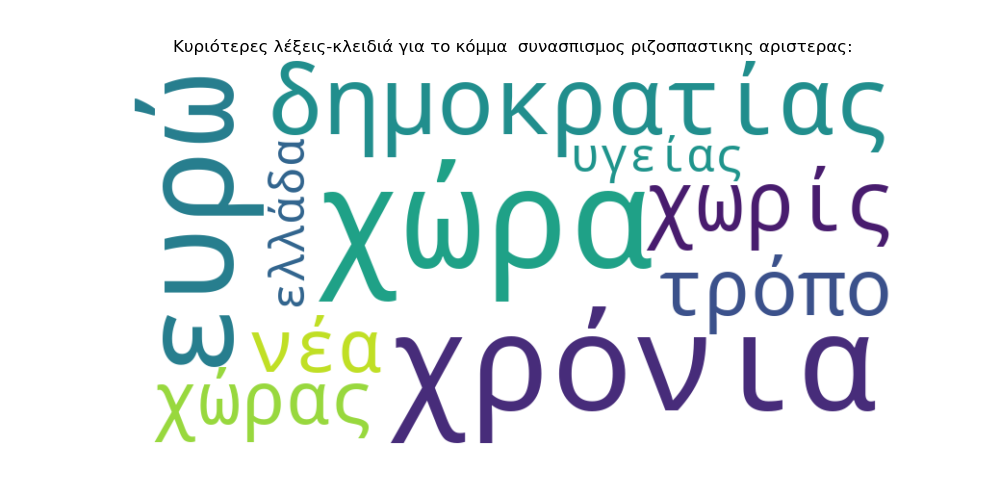 Κυριότερες λέξεις-κλειδιά για το κόμμα  συνασπισμος ριζοσπαστικης αριστερας:
ευρώ
δημοκρατίας
υγείας
ελλάδα
χώρα
χωρίς
τρόπο
νέα
χρόνια
χώρας